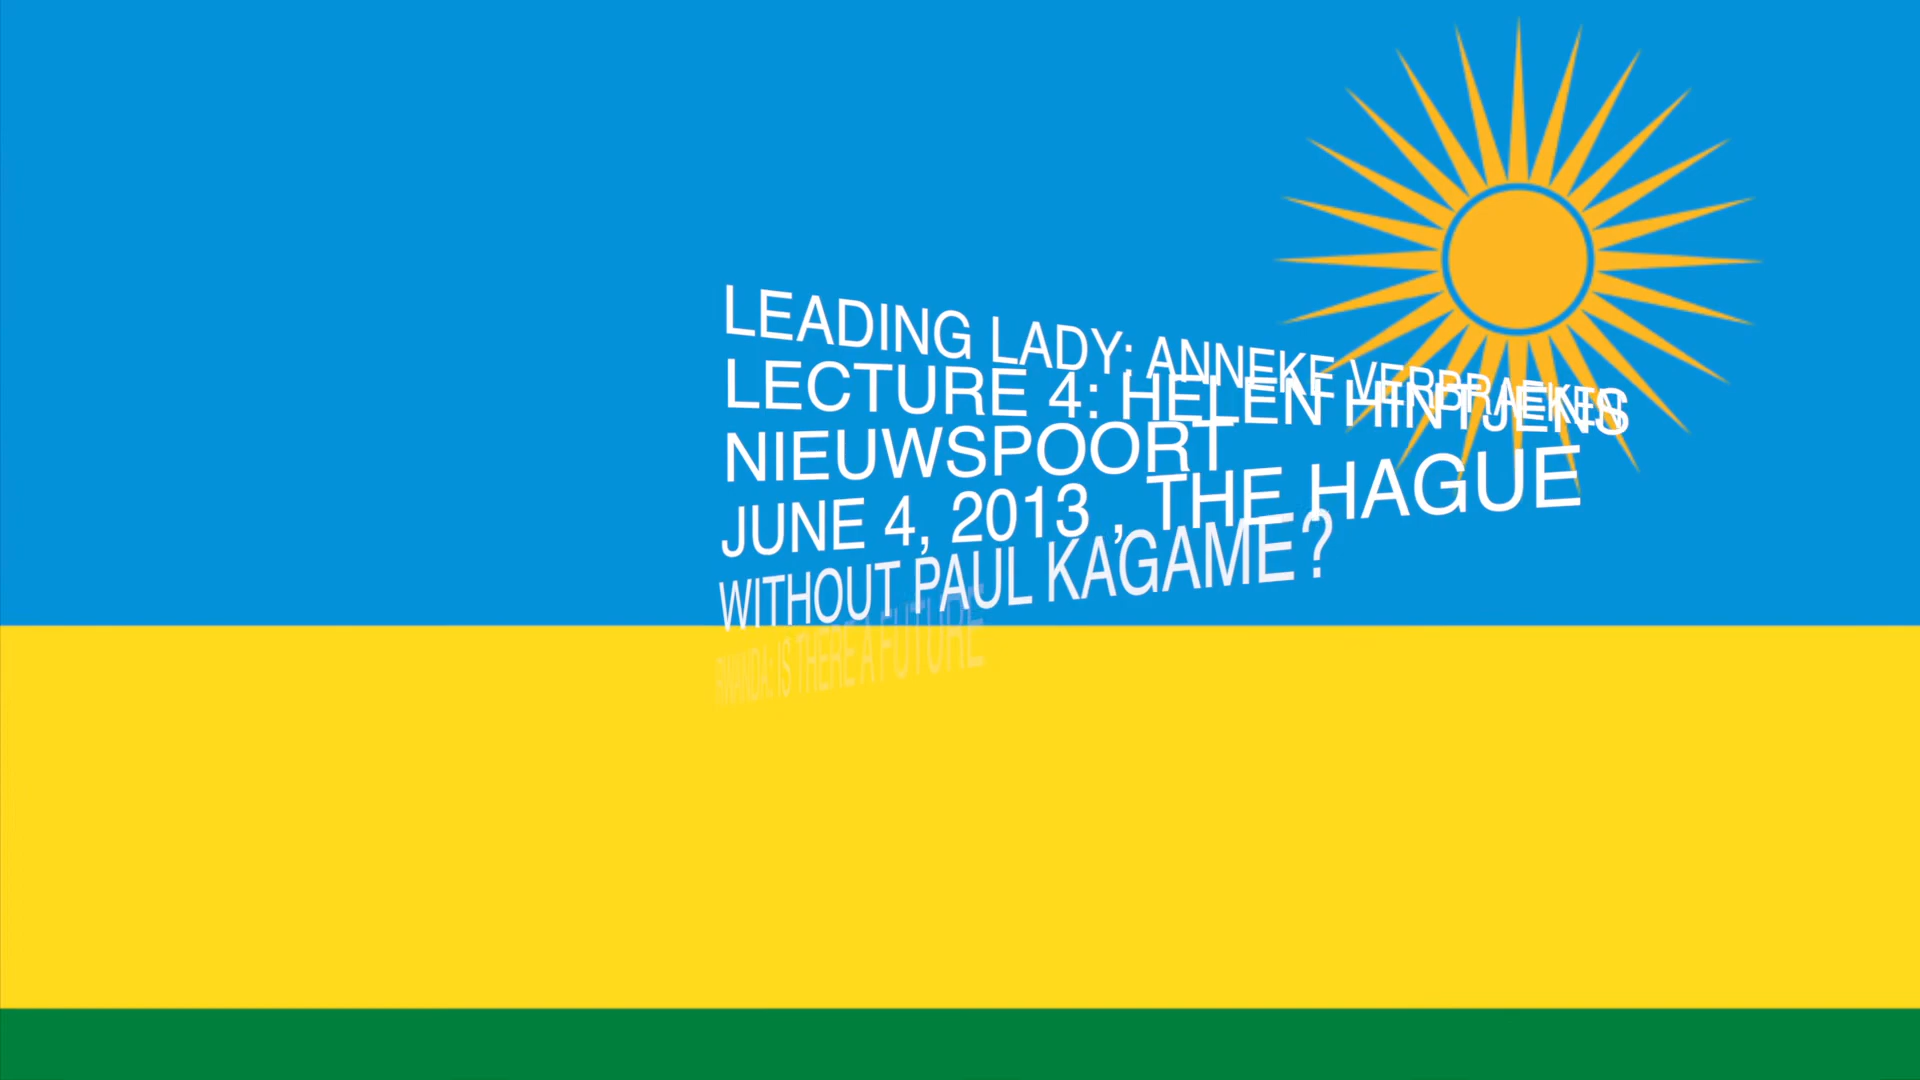 LEADING LADY: ANNEKE VERBRAEKEN
LECTURE 4: HELEN HINTJENS
NIEUWSPOORT
JUNE 4, 2013 , THE HAGUE
WITHOUT PAUL KAGAME?
RWANDA: IS THERE A FUTURE